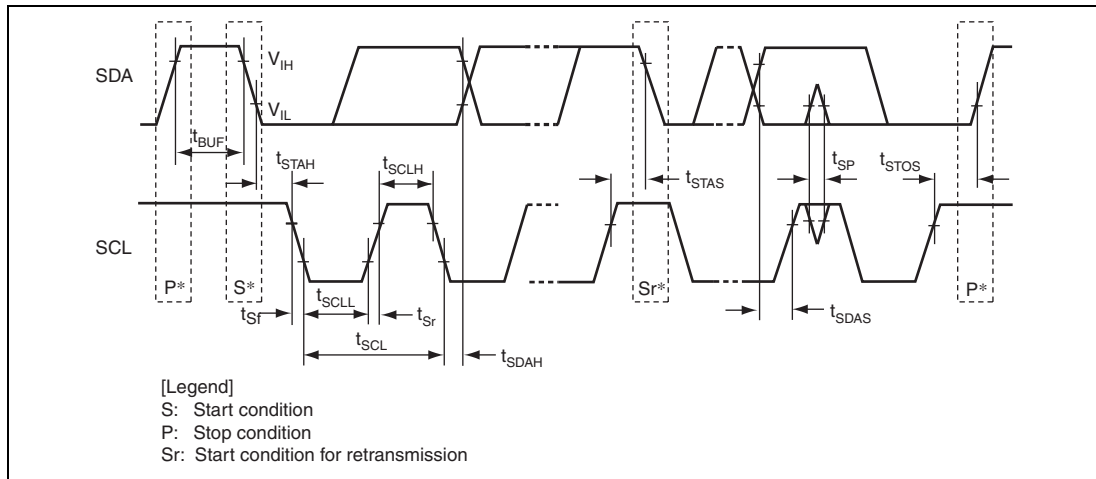 SDA
V_IH
V_IL
t_BUF
t_STAH
t_SCLH
t_STAS
t_SP
t_STOS
SCL
P*
S*
Sr*
P*
t_Sf
t_SCLL
t_Sr
t_SCL
t_SDAH
t_SDAS
[Legend]
S: Start condition
P: Stop condition
Sr: Start condition for retransmission